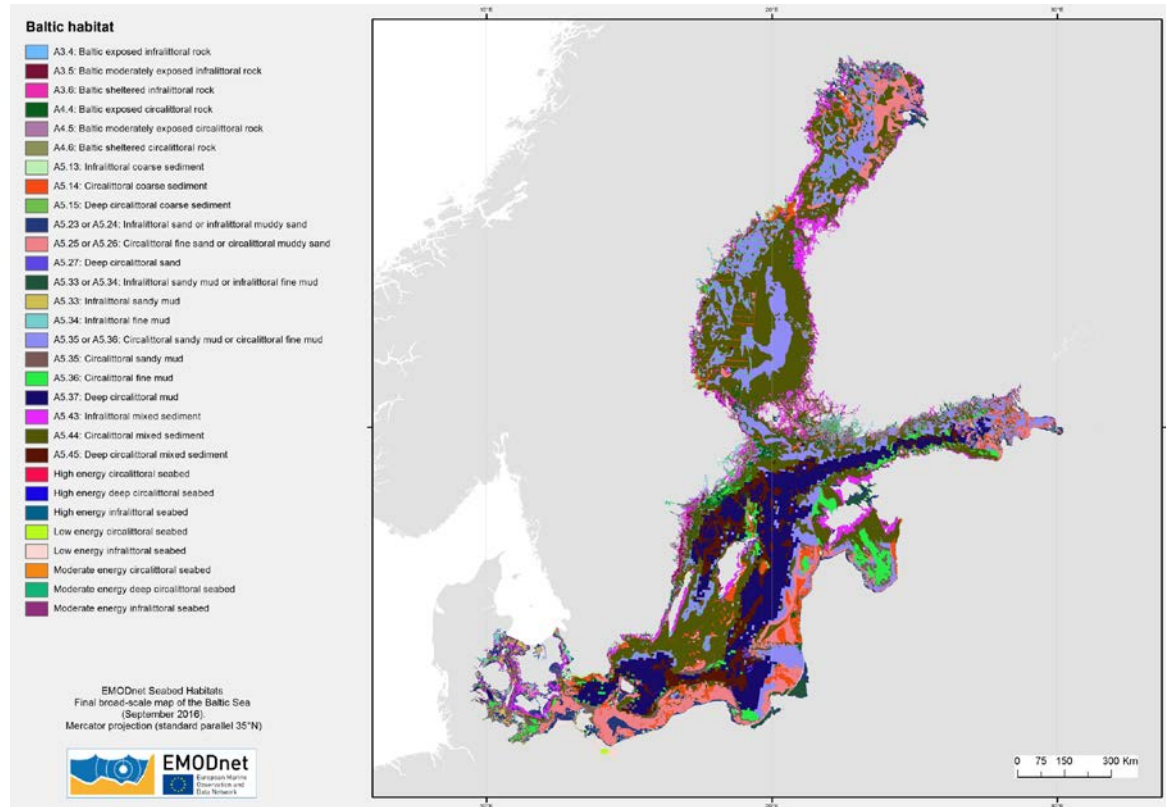 Baltic habitat
A3.4: Baltic exposed infralittoral rock
A3.5: Baltic moderately exposed infralittoral rock
A3.6: Baltic sheltered infralittoral rock
A4.4: Baltic exposed circalittoral rock
A4.5: Baltic moderately exposed circalittoral rock
A4.6: Baltic sheltered circalittoral rock
A5.13: Infralittoral coarse sediment
A5.14: Circalittoral coarse sediment
A5.15: Deep circalittoral coarse sediment
A5.23 or A5.24: Infralittoral sand or infralittoral muddy sand
A5.25 or A5.26: Circalittoral fine sand or circalittoral muddy sand
A5.27: Deep circalittoral sand
A5.33 or A5.34: Infralittoral sandy mud or infralittoral fine mud
A5.33: Infralittoral sandy mud
A5.34: Infralittoral fine mud
A5.35 or A5.36: Circalittoral sandy mud or circalittoral fine mud
A5.35: Circalittoral sandy mud
A5.36: Circalittoral fine mud
A5.37: Deep circalittoral mud
A5.43: Infralittoral mixed sediment
A5.44: Circalittoral mixed sediment
A5.45: Deep circalittoral mixed sediment
High energy circalittoral seabed
High energy deep circalittoral seabed
High energy infralittoral seabed
Low energy circalittoral seabed
Low energy infralittoral seabed
Moderate energy circalittoral seabed
Moderate energy deep circalittoral seabed
Moderate energy infralittoral seabed
EMODnet Seabed Habitats
Final broad-scale map of the Baltic Sea
(September 2016).
Mercator projection (standard parallel 35°N)
EMODnet
European Marine
Observation and
Data Network
10°E 20°E 30°E
0 75 150 300 Km